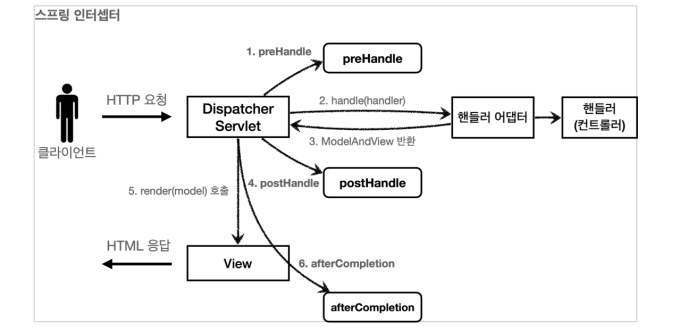 스프링 인터셉터
1. preHandle
preHandle
HTTP 요청
클라이언트
Dispatcher
Servlet
2. handle(handler)
3. ModelAndView 반환
핸들러 어댑터
핸들러
(컨트롤러)
4. postHandle
postHandle
5. render(model) 호출
HTML 응답
View
6. afterCompletion
afterCompletion